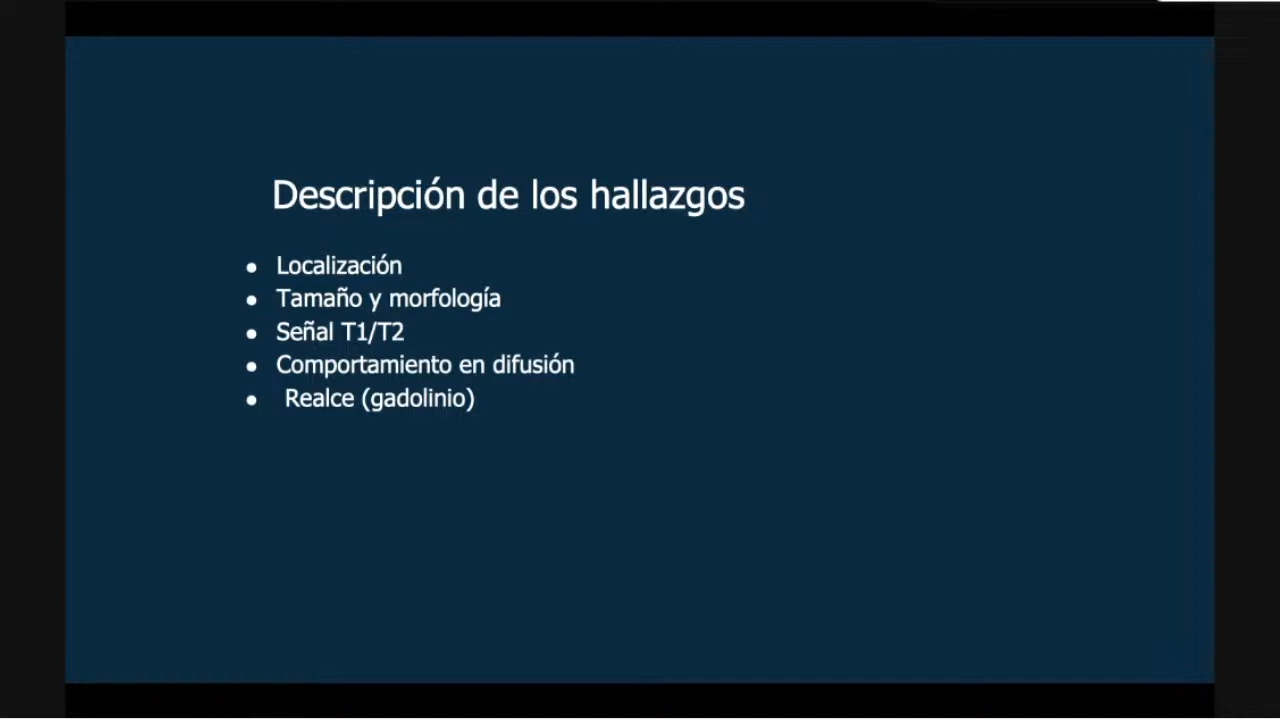 Descripción de los hallazgos
● Localización
● Tamaño y morfología
● Señal T1/T2
● Comportamiento en difusión
● Realce (gadolinio)